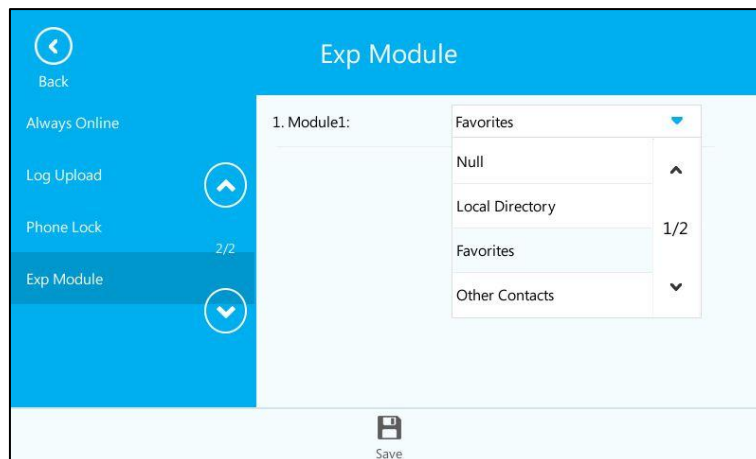 Exp Module
Back
Always Online
Log Upload
Phone Lock
2/2
Exp Module
1. Module1:
Favorites
Null
Local Directory
Favorites
Other Contacts
1/2
Save